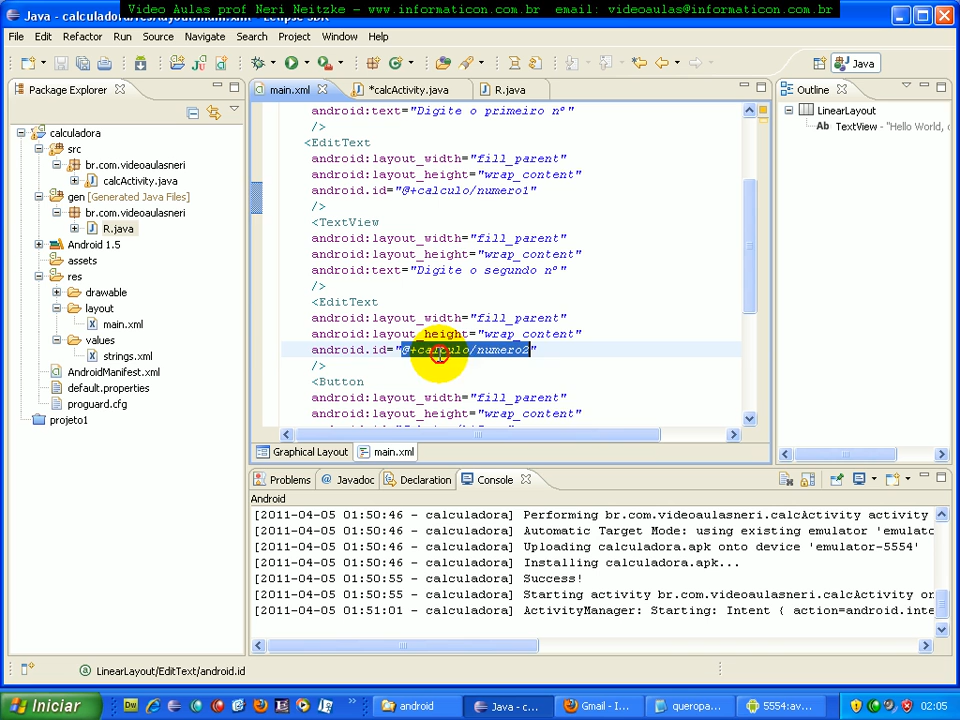 Video Aulas prof Neri Neitzke – www.informaticon.com.br email: videoaulas@informaticon.com.br
File Edit Refactor Run Source Navigate Search Project Window Help
Java
Package Explorer
main.xml
*calcActivity.java
R.java
Outline
calculadora
src
br.com.videoaulasneri
calcActivity.java
gen [Generated Java Files]
br.com.videoaulasneri
R.java
Android 1.5
assets
res
drawable
layout
main.xml
values
strings.xml
AndroidManifest.xml
default.properties
proguard.cfg
projeto1
android:text="Digite o primeiro nº"
/>
<EditText
android:layout_width="fill_parent"
android:layout_height="wrap_content"
android.id="@+calculo/numero1"
/>
<TextView
android:layout_width="fill_parent"
android:layout_height="wrap_content"
android:text="Digite o segundo nº"
/>
<EditText
android:layout_width="fill_parent"
android:layout_height="wrap_content"
android.id="@+calculo/numero2"
/>
<Button
android:layout_width="fill_parent"
android:layout_height="wrap_content"
LinearLayout
Ab TextView - "Hello World, c
Graphical Layout
main.xml
Problems
@ Javadoc
Declaration
Console
Android
[2011-04-05 01:50:46 - calculadora] Performing br.com.videoaulasneri.calcActivity activity
[2011-04-05 01:50:46 - calculadora] Automatic Target Mode: using existing emulator 'emulato
[2011-04-05 01:50:46 - calculadora] Uploading calculadora.apk onto device 'emulator-5554'
[2011-04-05 01:50:46 - calculadora] Installing calculadora.apk...
[2011-04-05 01:50:55 - calculadora] Success!
[2011-04-05 01:50:55 - calculadora] Starting activity br.com.videoaulasneri.calcActivity on
[2011-04-05 01:51:01 - calculadora] ActivityManager: Starting: Intent { action=android.inte
LinearLayout/EditText/android.id
Iniciar
android
Java - c...
Gmail - I...
queropa...
5554:av...
02:05